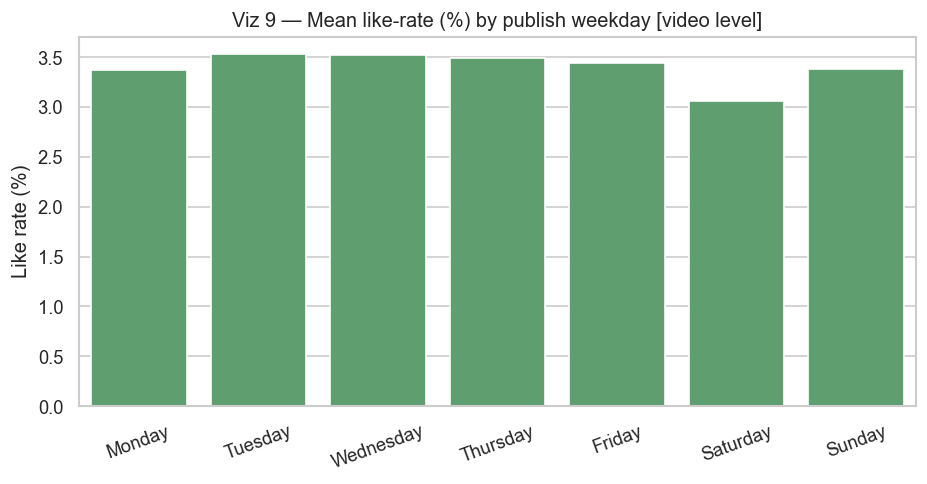 Viz 9 — Mean like-rate (%) by publish weekday [video level]
Like rate (%)
3.5
3.0
2.5
2.0
1.5
1.0
0.5
0.0
Monday
Tuesday
Wednesday
Thursday
Friday
Saturday
Sunday